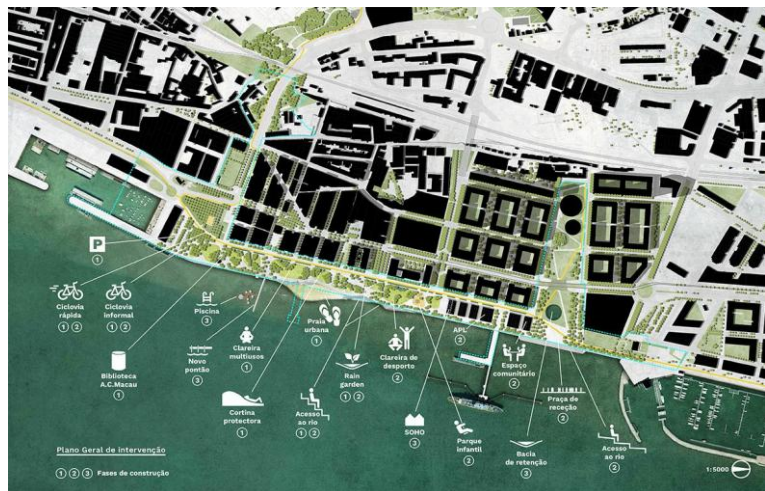 P
1
Ciclovia
rápida
1 2
Ciclovia
informal
1 2
Biblioteca
A.C.Macau
1
Piscina
3
Novo
pontão
3
Clareira
multiusos
1
Cortina
protectora
1
Praia
urbana
1
Acesso
ao rio
1 2
Rain
garden
1 2
Clareira
de desporto
2
SOHO
3
APL
2
Parque
infantil
2
Espaço
comunitário
2
Bacia
de retenção
3
Praça de
receção
2
Acesso
ao rio
2
Plano Geral de intervenção
1 2 3 Fases de construção
1:5000